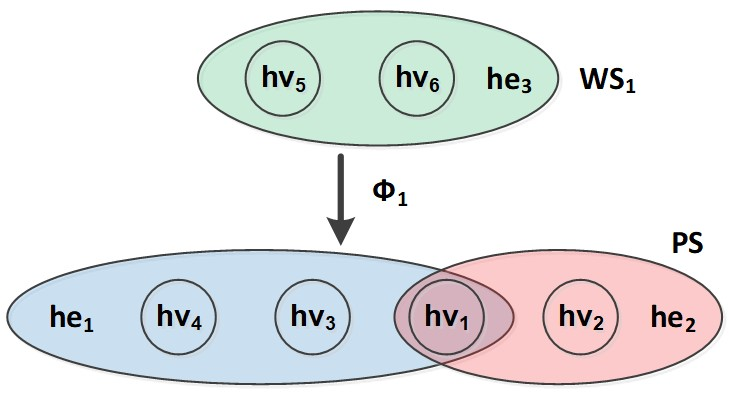 hv₅ hv₆ he₃ WS₁
Φ₁
PS
he₁ hv₄ hv₃ hv₁ hv₂ he₂